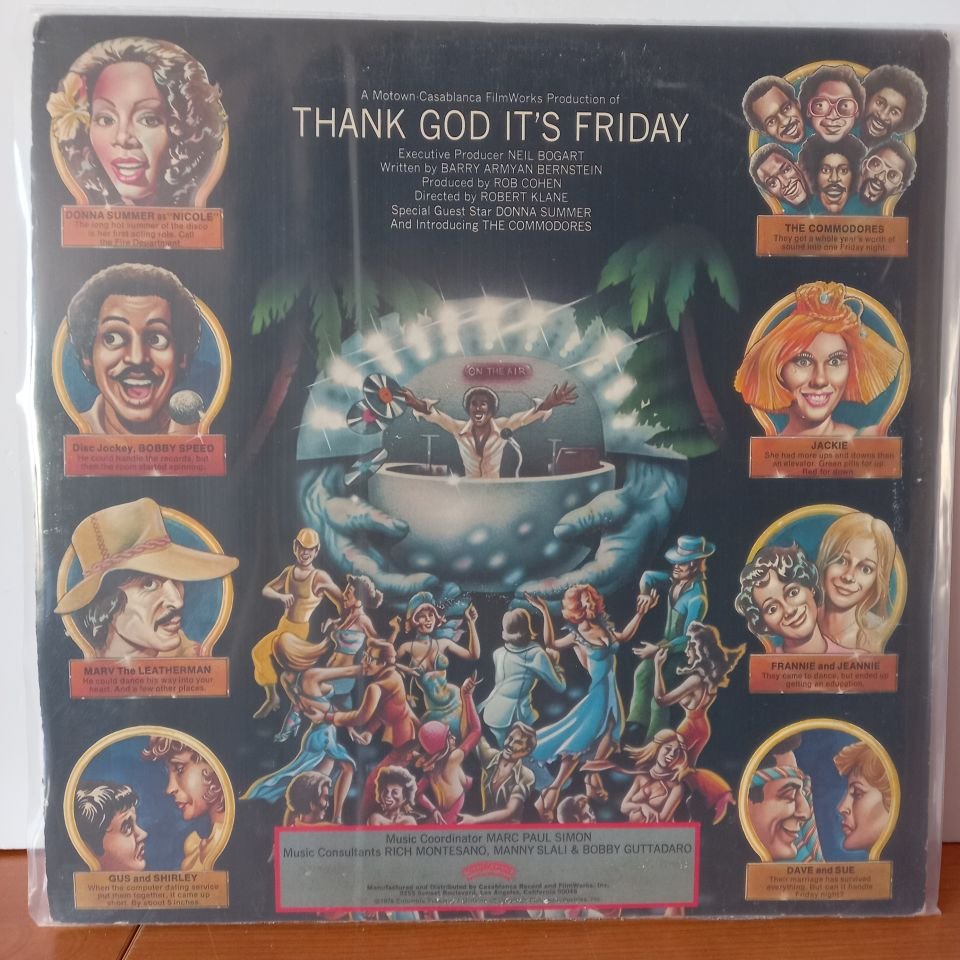 A Motown-Casablanca FilmWorks Production of
THANK GOD IT'S FRIDAY
Executive Producer NEIL BOGART
Written by BARRY ARMYAN BERNSTEIN
Produced by ROB COHEN
Directed by ROBERT KLANE
Special Guest Star DONNA SUMMER
And Introducing THE COMMODORES
DONNA SUMMER as "NICOLE"
The long hot summer of the disco
is her first acting role. Call
the Fire Department.
THE COMMODORES
They got a whole year's worth of
sound into one Friday night.
ON THE AIR
Disc Jockey, BOBBY SPEED
He could handle the records, but
then the room started spinning.
JACKIE
She had more ups and downs than
an elevator. Green pills for up.
Red for down.
MARV The LEATHERMAN
He could dance his way into your
heart. And a few other places.
FRANNIE and JEANNIE
They came to dance, but ended up
getting an education.
GUS and SHIRLEY
When the computer dating service
put them together, it came up
short. By about 5 inches.
DAVE and SUE
Their marriage has survived
everything. But can it handle
Friday night?
Music Coordinator MARC PAUL SIMON
Music Consultants RICH MONTESANO, MANNY SLALI & BOBBY GUTTADARO
Manufactured and Distributed by Casablanca Record and FilmWorks, Inc.
8255 Sunset Boulevard, Los Angeles, California 90046
©1978 Columbia Pictures